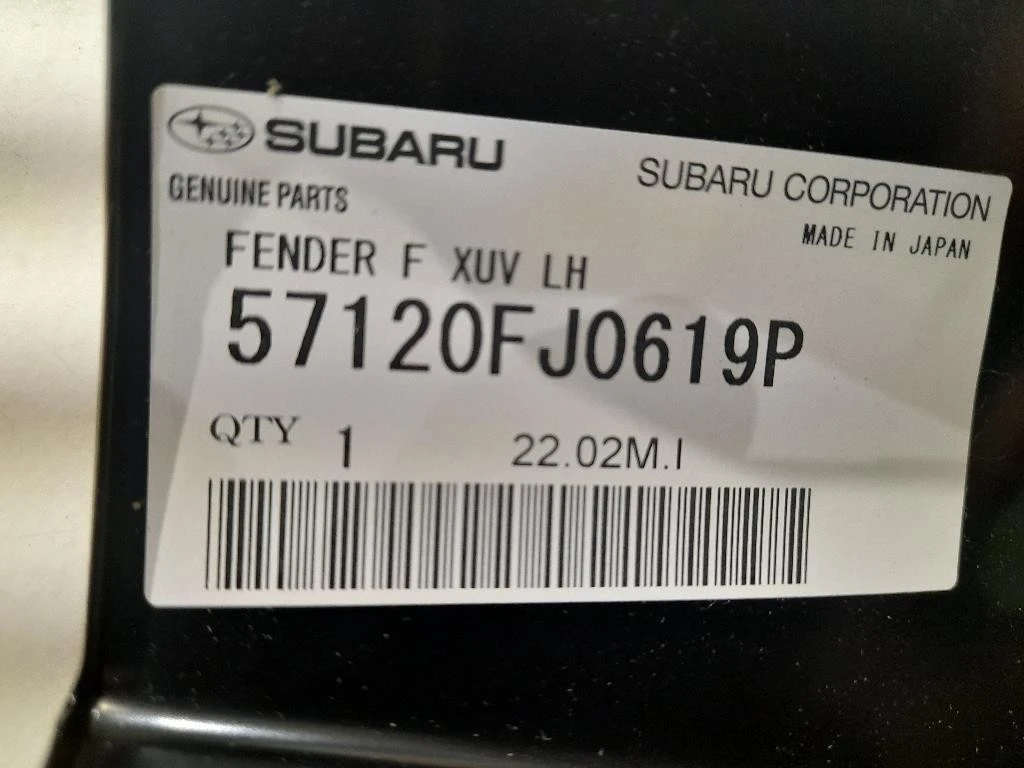 SUBARU
SUBARU CORPORATION
GENUINE PARTS
MADE IN JAPAN
FENDER F XUV LH
57120FJ0619P
QTY 1 22.02M.I